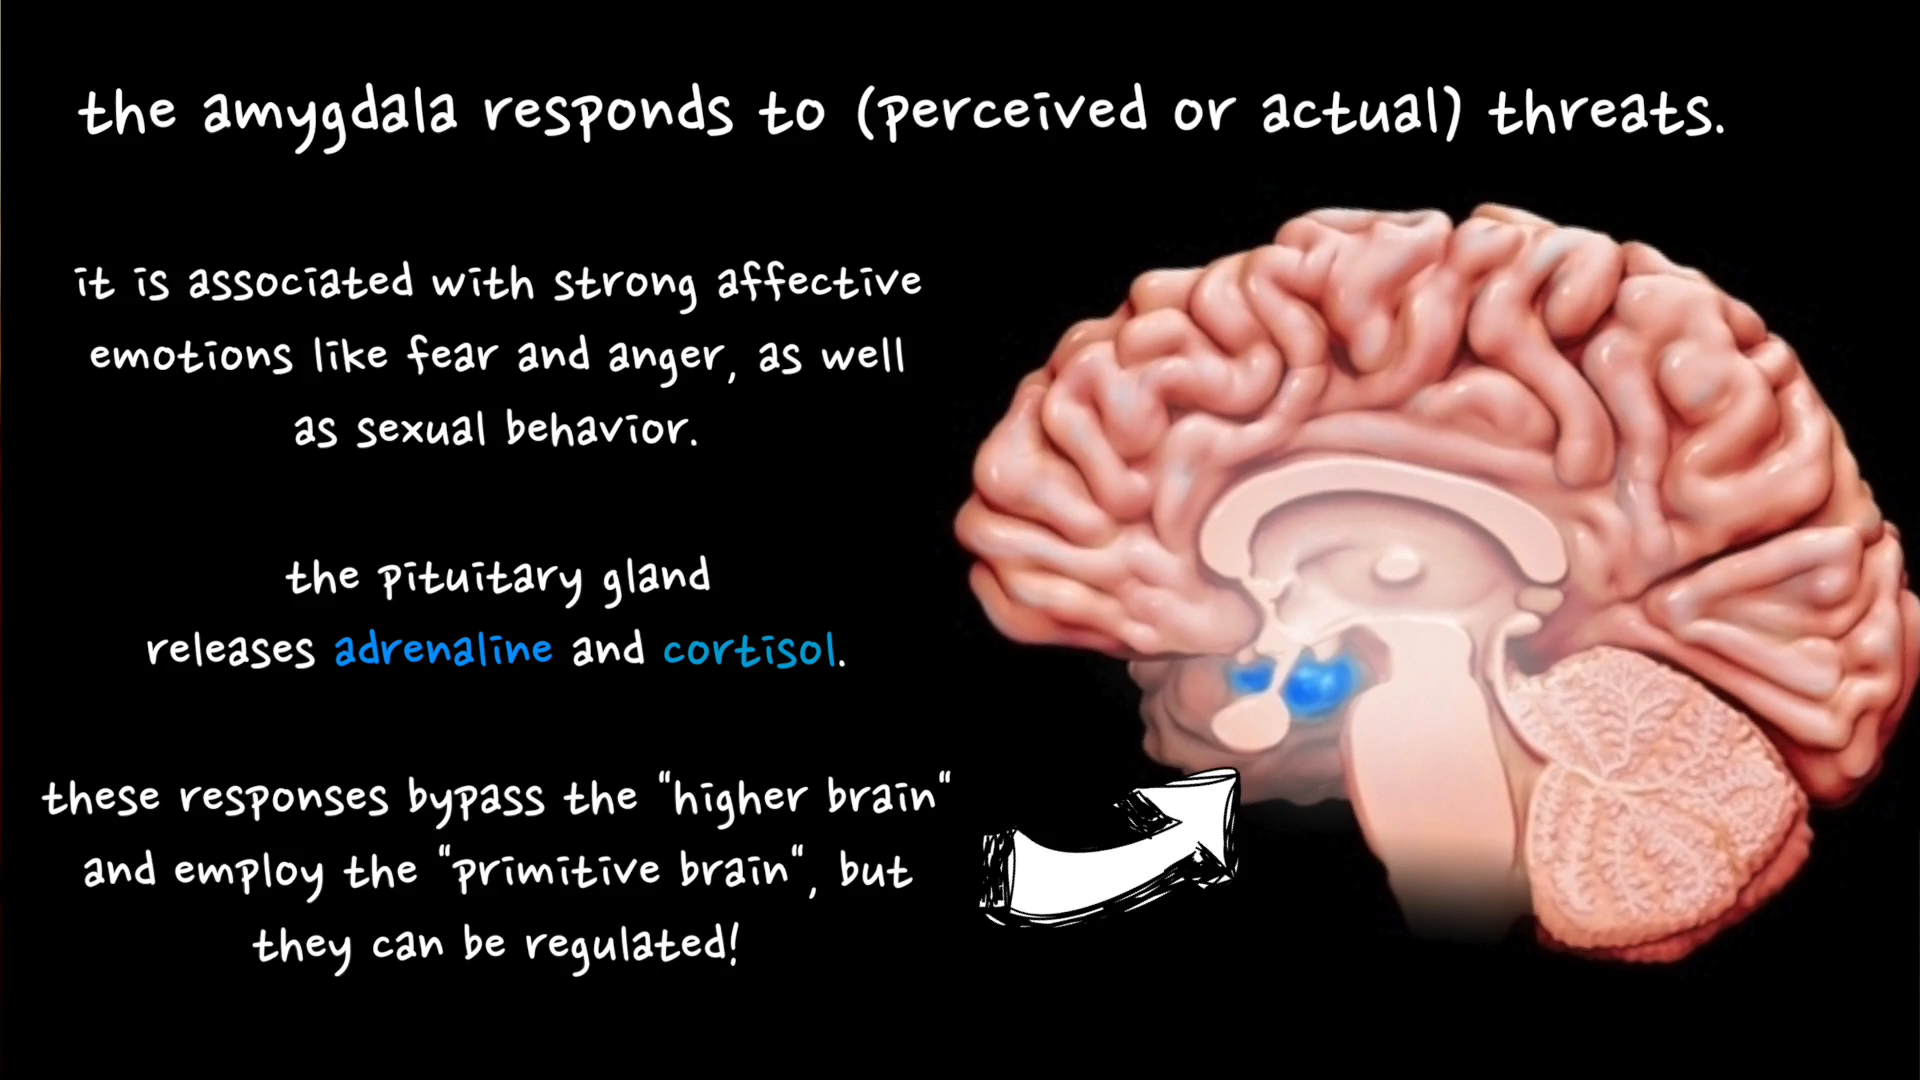 the amygdala responds to (perceived or actual) threats.
it is associated with strong affective
emotions like fear and anger, as well
as sexual behavior.
the pituitary gland
releases adrenaline and cortisol.
these responses bypass the "higher brain"
and employ the "primitive brain", but
they can be regulated!